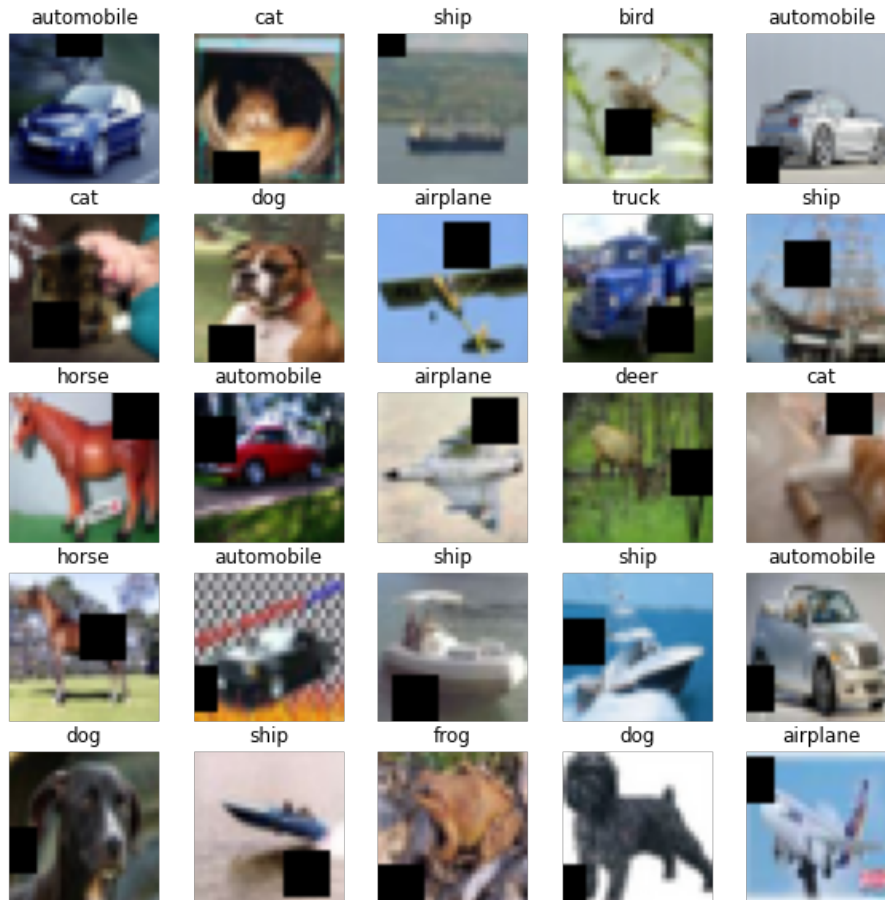 automobile cat ship bird automobile
cat dog airplane truck ship
horse automobile airplane deer cat
horse automobile ship ship automobile
dog ship frog dog airplane